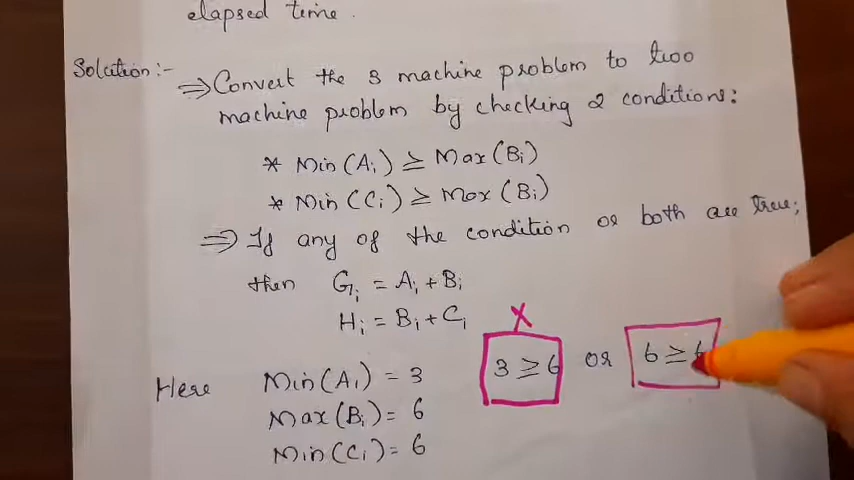 elapsed time.
Solution:- ⇒ Convert the 3 machine problem to two
machine problem by checking 2 conditions:
* Min(Ai) ≥ Max(Bi)
* Min(Ci) ≥ Max(Bi)
⇒ If any of the condition or both are true;
then Gi = Ai + Bi
Hi = Bi + Ci
X
Here Min(Ai) = 3 3 ≥ 6 or 6 ≥ 6
Max(Bi) = 6
Min(Ci) = 6